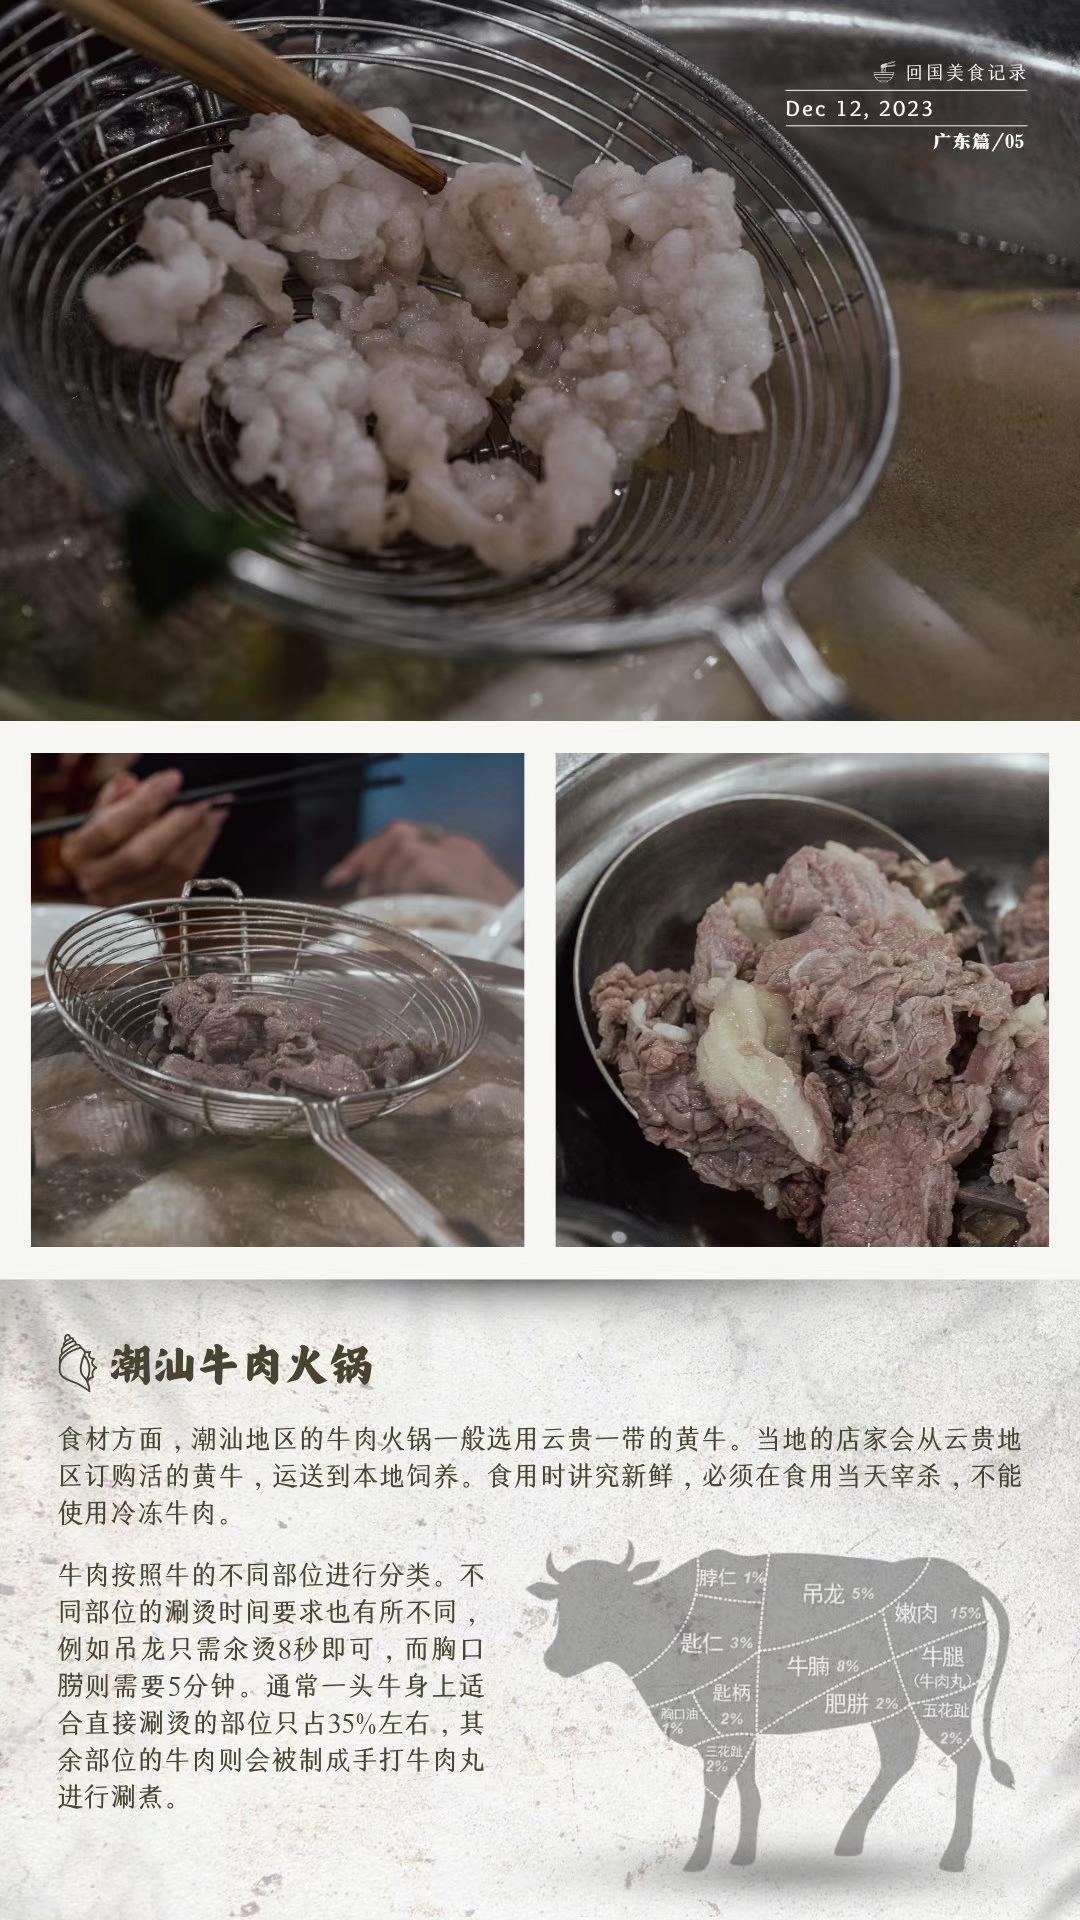 回国美食记录
Dec 12, 2023
广东篇/05
潮汕牛肉火锅
食材方面，潮汕地区的牛肉火锅一般选用云贵一带的黄牛。当地的店家会从云贵地
区订购活的黄牛，运送到本地饲养。食用时讲究新鲜，必须在食用当天宰杀，不能
使用冷冻牛肉。
牛肉按照牛的不同部位进行分类。不
同部位的涮烫时间要求也有所不同，
例如吊龙只需汆烫8秒即可，而胸口
朥则需要5分钟。通常一头牛身上适
合直接涮烫的部位只占35%左右，其
余部位的牛肉则会被制成手打牛肉丸
进行涮煮。
脖仁 1%
吊龙 5%
嫩肉 15%
匙仁 3%
牛腩 8%
牛腿
（牛肉丸）
匙柄
2%
肥胼 2%
胸口油
1%
五花趾
2%
三花趾
2%